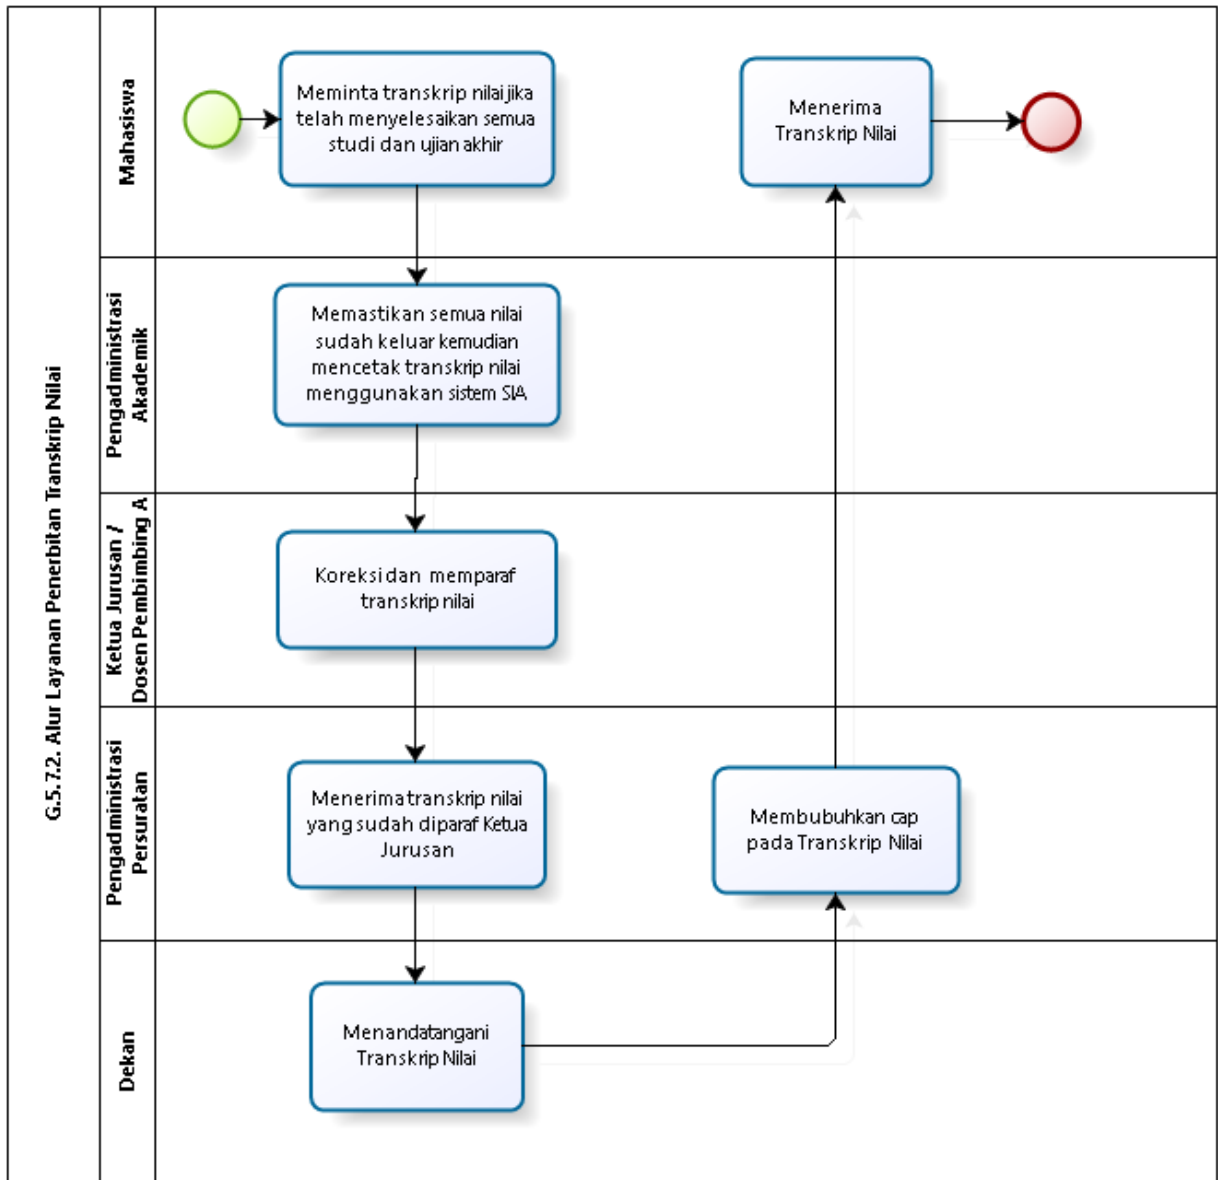 G.5.7.2. Alur Layanan Penerbitan Transkrip Nilai
Mahasiswa
Meminta transkrip nilai jika
telah menyelesaikan semua
studi dan ujian akhir
Menerima
Transkrip Nilai
Pengadministrasi
Akademik
Memastikan semua nilai
sudah keluar kemudian
mencetak transkrip nilai
menggunakan sistem SIA
Ketua Jurusan /
Dosen Pembimbing A
Koreksi dan memparaf
transkrip nilai
Pengadministrasi
Persuratan
Menerima transkrip nilai
yang sudah diparaf Ketua
Jurusan
Membubuhkan cap
pada Transkrip Nilai
Dekan
Menandatangani
Transkrip Nilai